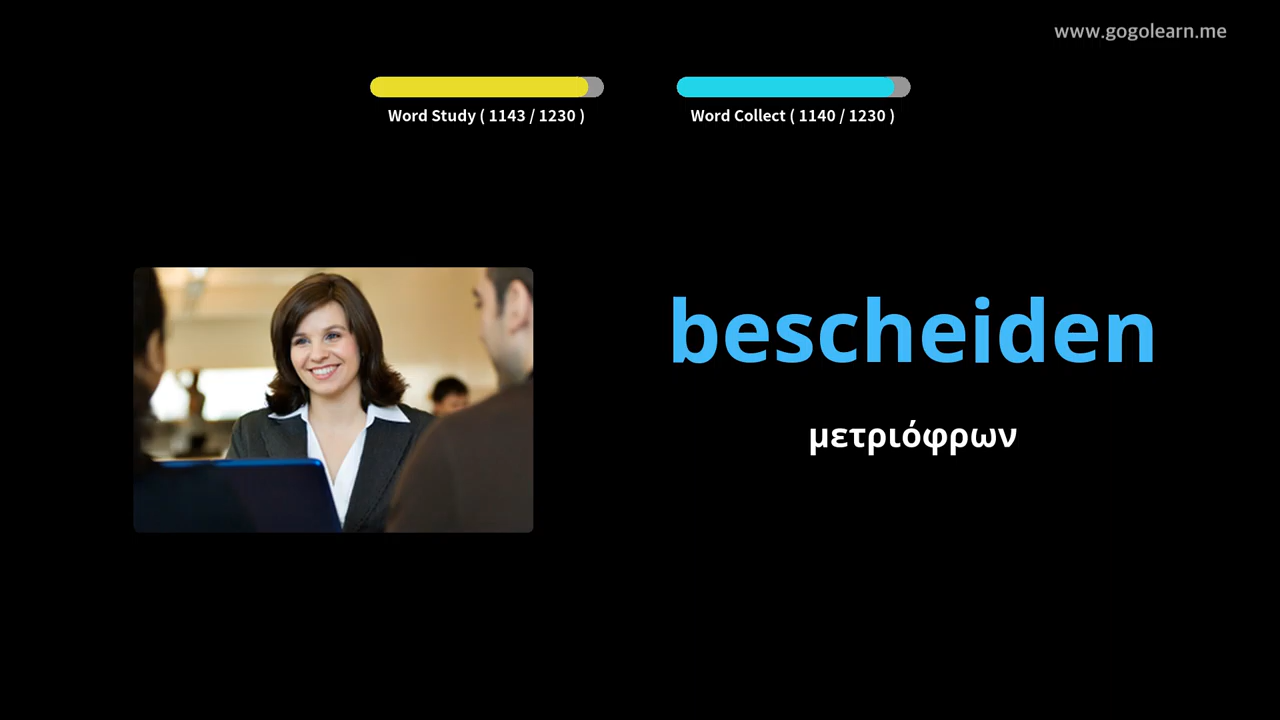 www.gogolearn.me
Word Study ( 1143 / 1230 )
Word Collect ( 1140 / 1230 )
bescheiden
μετριόφρων